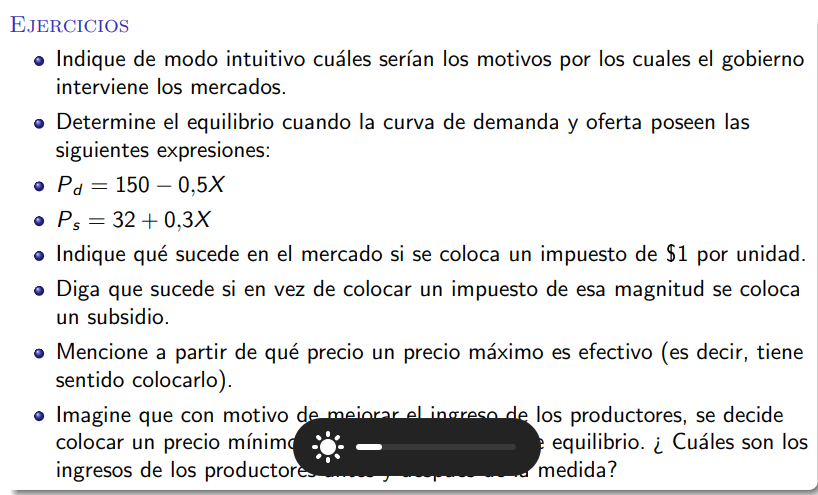 EJERCICIOS
Indique de modo intuitivo cuáles serían los motivos por los cuales el gobierno
interviene los mercados.
Determine el equilibrio cuando la curva de demanda y oferta poseen las
siguientes expresiones:
P_d = 150 − 0,5X
P_s = 32 + 0,3X
Indique qué sucede en el mercado si se coloca un impuesto de $1 por unidad.
Diga que sucede si en vez de colocar un impuesto de esa magnitud se coloca
un subsidio.
Mencione a partir de qué precio un precio máximo es efectivo (es decir, tiene
sentido colocarlo).
Imagine que con motivo de mejorar el ingreso de los productores, se decide
colocar un precio mínimo equilibrio. ¿ Cuáles son los
ingresos de los productores medida?